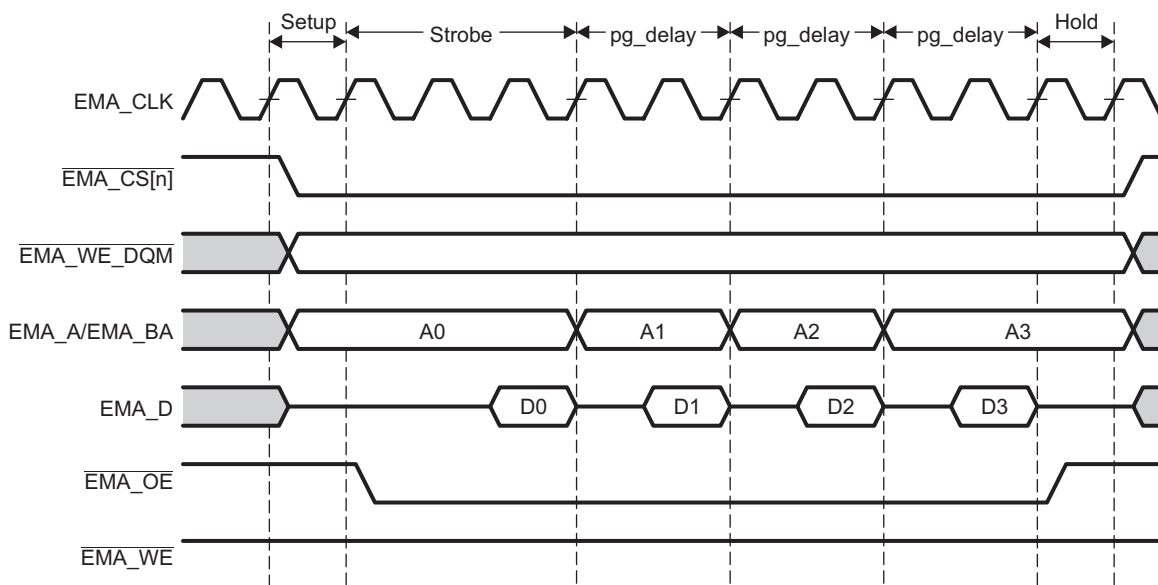 Setup
Strobe
pg_delay
pg_delay
pg_delay
Hold
EMA_CLK
EMA_CS[n]
EMA_WE_DQM
EMA_A/EMA_BA
A0
A1
A2
A3
EMA_D
D0
D1
D2
D3
EMA_OE
EMA_WE